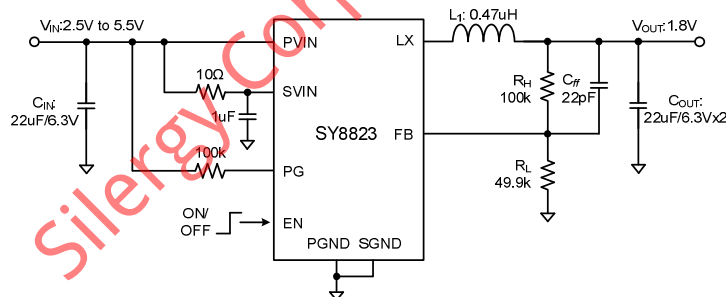 VIN:2.5V to 5.5V
L1: 0.47uH
VOUT:1.8V
PVIN
LX
10Ω
RH
100k
Cff
22pF
CIN:
22uF/6.3V
SVIN
1uF
COUT:
22uF/6.3Vx2
SY8823
FB
100k
PG
RL
49.9k
ON/
OFF
EN
PGND SGND
Silergy Corp